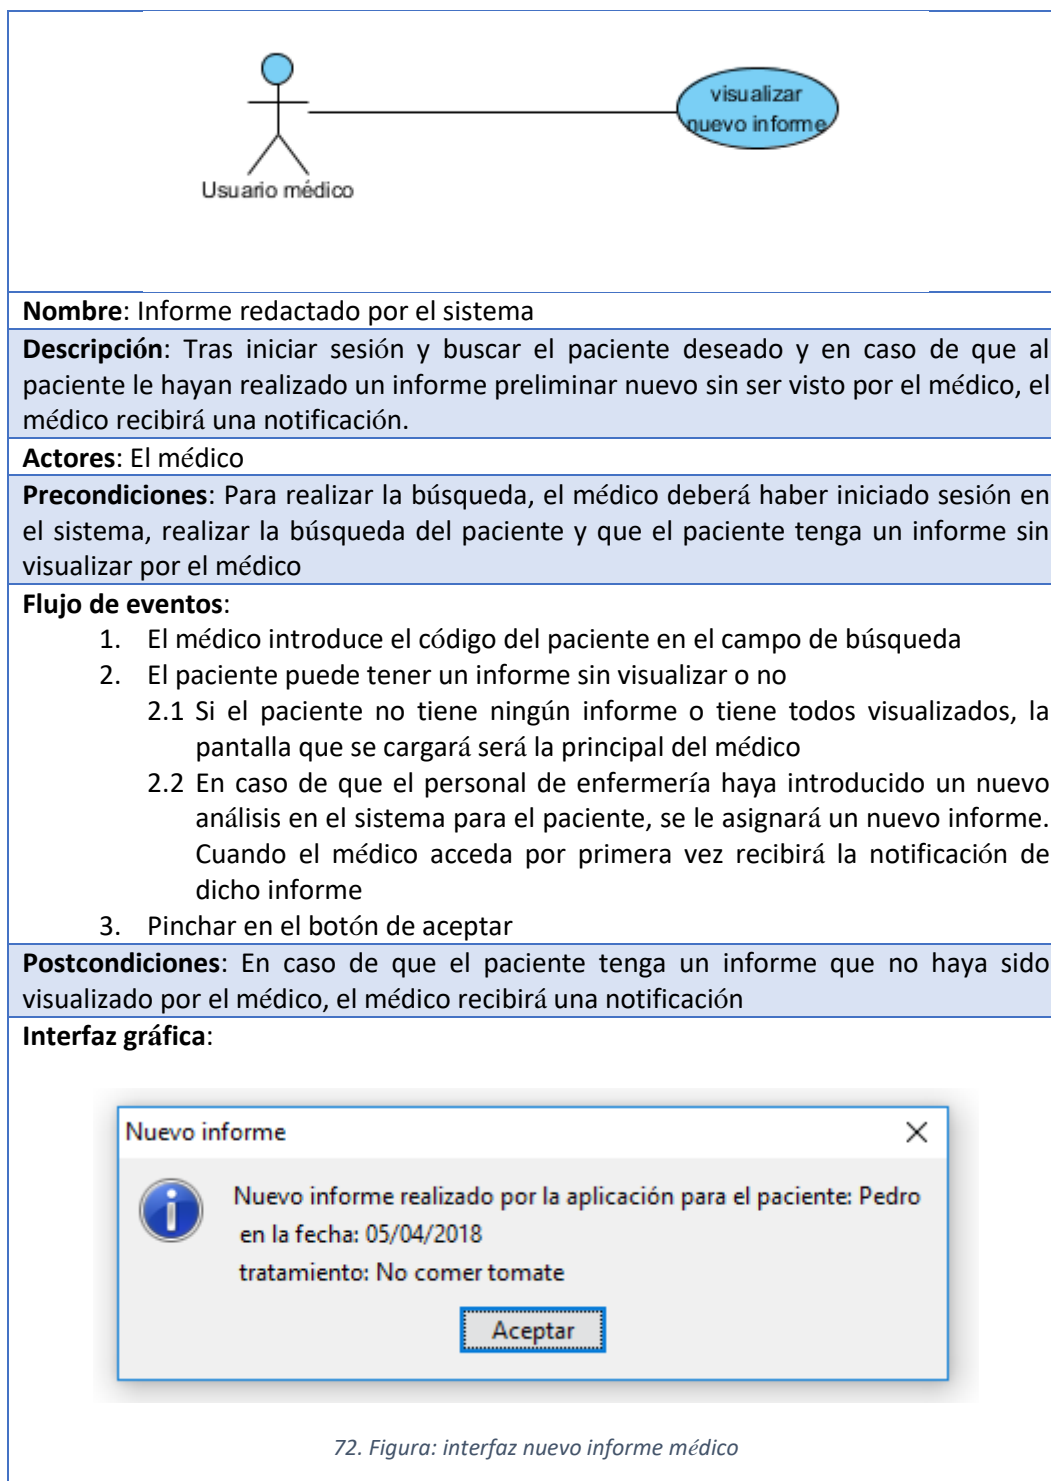 visualizar
nuevo informe
Usuario médico
Nombre: Informe redactado por el sistema
Descripción: Tras iniciar sesión y buscar el paciente deseado y en caso de que al
paciente le hayan realizado un informe preliminar nuevo sin ser visto por el médico, el
médico recibirá una notificación.
Actores: El médico
Precondiciones: Para realizar la búsqueda, el médico deberá haber iniciado sesión en
el sistema, realizar la búsqueda del paciente y que el paciente tenga un informe sin
visualizar por el médico
Flujo de eventos:
1. El médico introduce el código del paciente en el campo de búsqueda
2. El paciente puede tener un informe sin visualizar o no
2.1 Si el paciente no tiene ningún informe o tiene todos visualizados, la
pantalla que se cargará será la principal del médico
2.2 En caso de que el personal de enfermería haya introducido un nuevo
análisis en el sistema para el paciente, se le asignará un nuevo informe.
Cuando el médico acceda por primera vez recibirá la notificación de
dicho informe
3. Pinchar en el botón de aceptar
Postcondiciones: En caso de que el paciente tenga un informe que no haya sido
visualizado por el médico, el médico recibirá una notificación
Interfaz gráfica:
Nuevo informe
Nuevo informe realizado por la aplicación para el paciente: Pedro
en la fecha: 05/04/2018
tratamiento: No comer tomate
Aceptar
72. Figura: interfaz nuevo informe médico